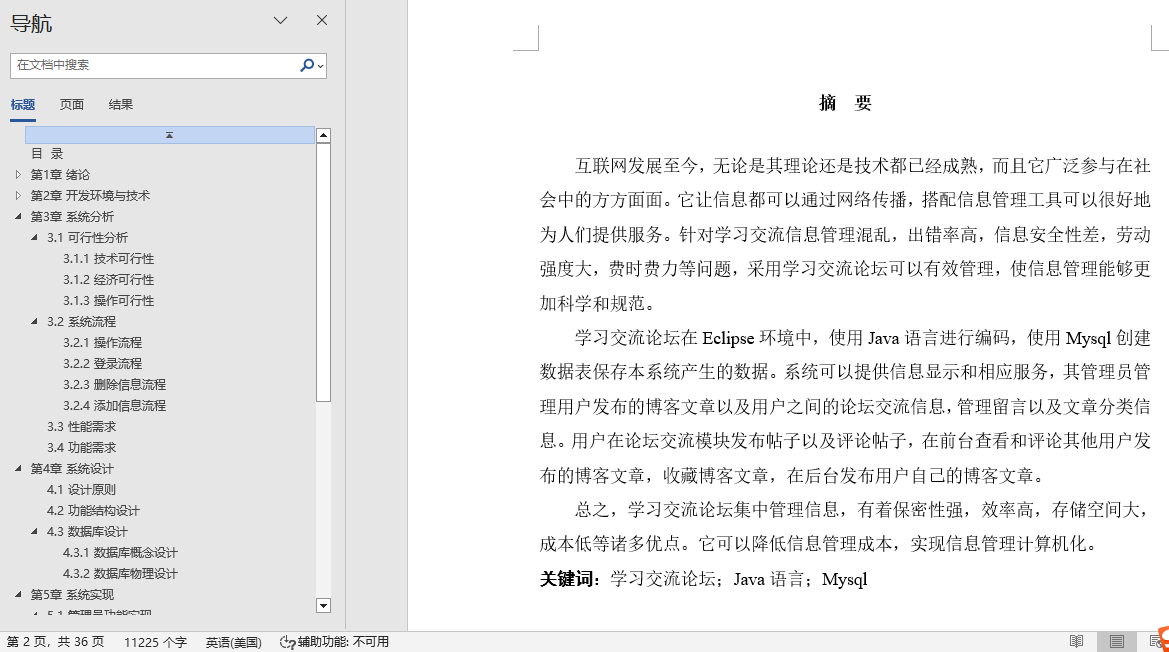 导航
在文档中搜索
标题 页面 结果
目 录
第1章 绪论
第2章 开发环境与技术
第3章 系统分析
3.1 可行性分析
3.1.1 技术可行性
3.1.2 经济可行性
3.1.3 操作可行性
3.2 系统流程
3.2.1 操作流程
3.2.2 登录流程
3.2.3 删除信息流程
3.2.4 添加信息流程
3.3 性能需求
3.4 功能需求
第4章 系统设计
4.1 设计原则
4.2 功能结构设计
4.3 数据库设计
4.3.1 数据库概念设计
4.3.2 数据库物理设计
第5章 系统实现
5.1 管理员功能实现
摘 要
互联网发展至今，无论是其理论还是技术都已经成熟，而且它广泛参与在社
会中的方方面面。它让信息都可以通过网络传播，搭配信息管理工具可以很好地
为人们提供服务。针对学习交流信息管理混乱，出错率高，信息安全性差，劳动
强度大，费时费力等问题，采用学习交流论坛可以有效管理，使信息管理能够更
加科学和规范。
学习交流论坛在 Eclipse 环境中，使用 Java 语言进行编码，使用 Mysql 创建
数据表保存本系统产生的数据。系统可以提供信息显示和相应服务，其管理员管
理用户发布的博客文章以及用户之间的论坛交流信息，管理留言以及文章分类信
息。用户在论坛交流模块发布帖子以及评论帖子，在前台查看和评论其他用户发
布的博客文章，收藏博客文章，在后台发布用户自己的博客文章。
总之，学习交流论坛集中管理信息，有着保密性强，效率高，存储空间大，
成本低等诸多优点。它可以降低信息管理成本，实现信息管理计算机化。
关键词：学习交流论坛；Java 语言；Mysql
第 2 页，共 36 页 11225 个字 英语(美国) 辅助功能: 不可用